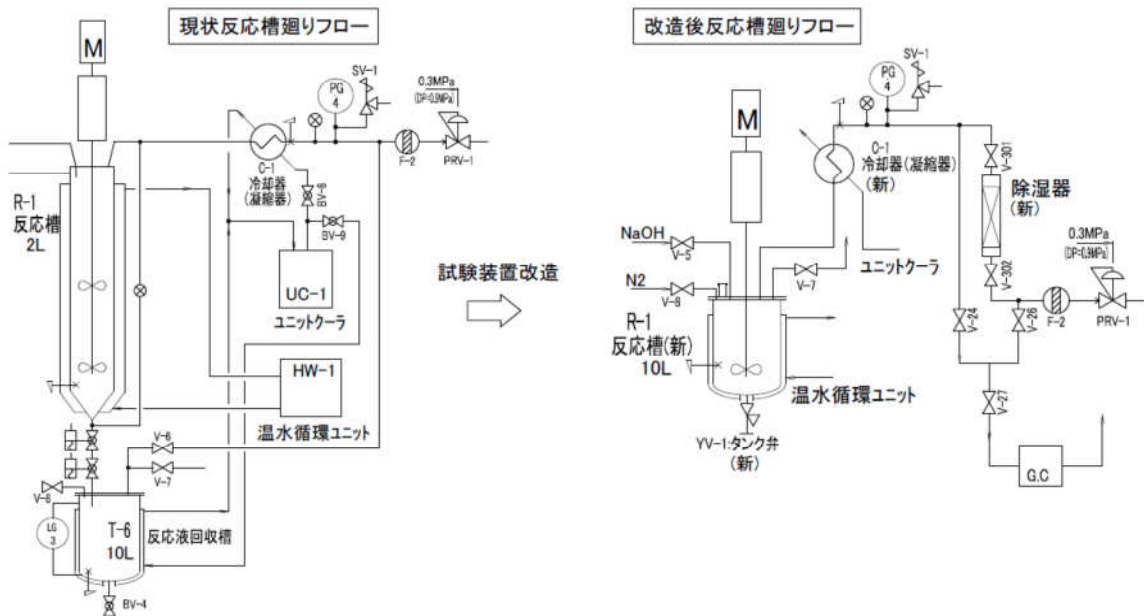 現状反応槽廻りフロー
M
SV-1
PG
4
0.3MPa
(DP=0.9MPa)
F-2
PRV-1
C-1
冷却器
(凝縮器)
BV-6
BV-9
R-1
反応槽
2L
UC-1
ユニットクーラ
HW-1
温水循環ユニット
V-6
V-7
V-8
LG
3
T-6
10L
反応液回収槽
BV-4
試験装置改造
改造後反応槽廻りフロー
M
SV-1
PG
4
C-1
冷却器(凝縮器)
(新)
V-301
除湿器
(新)
NaOH
V-5
ユニットクーラ
0.3MPa
(DP=0.9MPa)
V-302
N2
V-8
V-7
F-2
PRV-1
R-1
反応槽(新)
10L
V-24
V-26
温水循環ユニット
V-27
YV-1:タンク弁
(新)
G.C